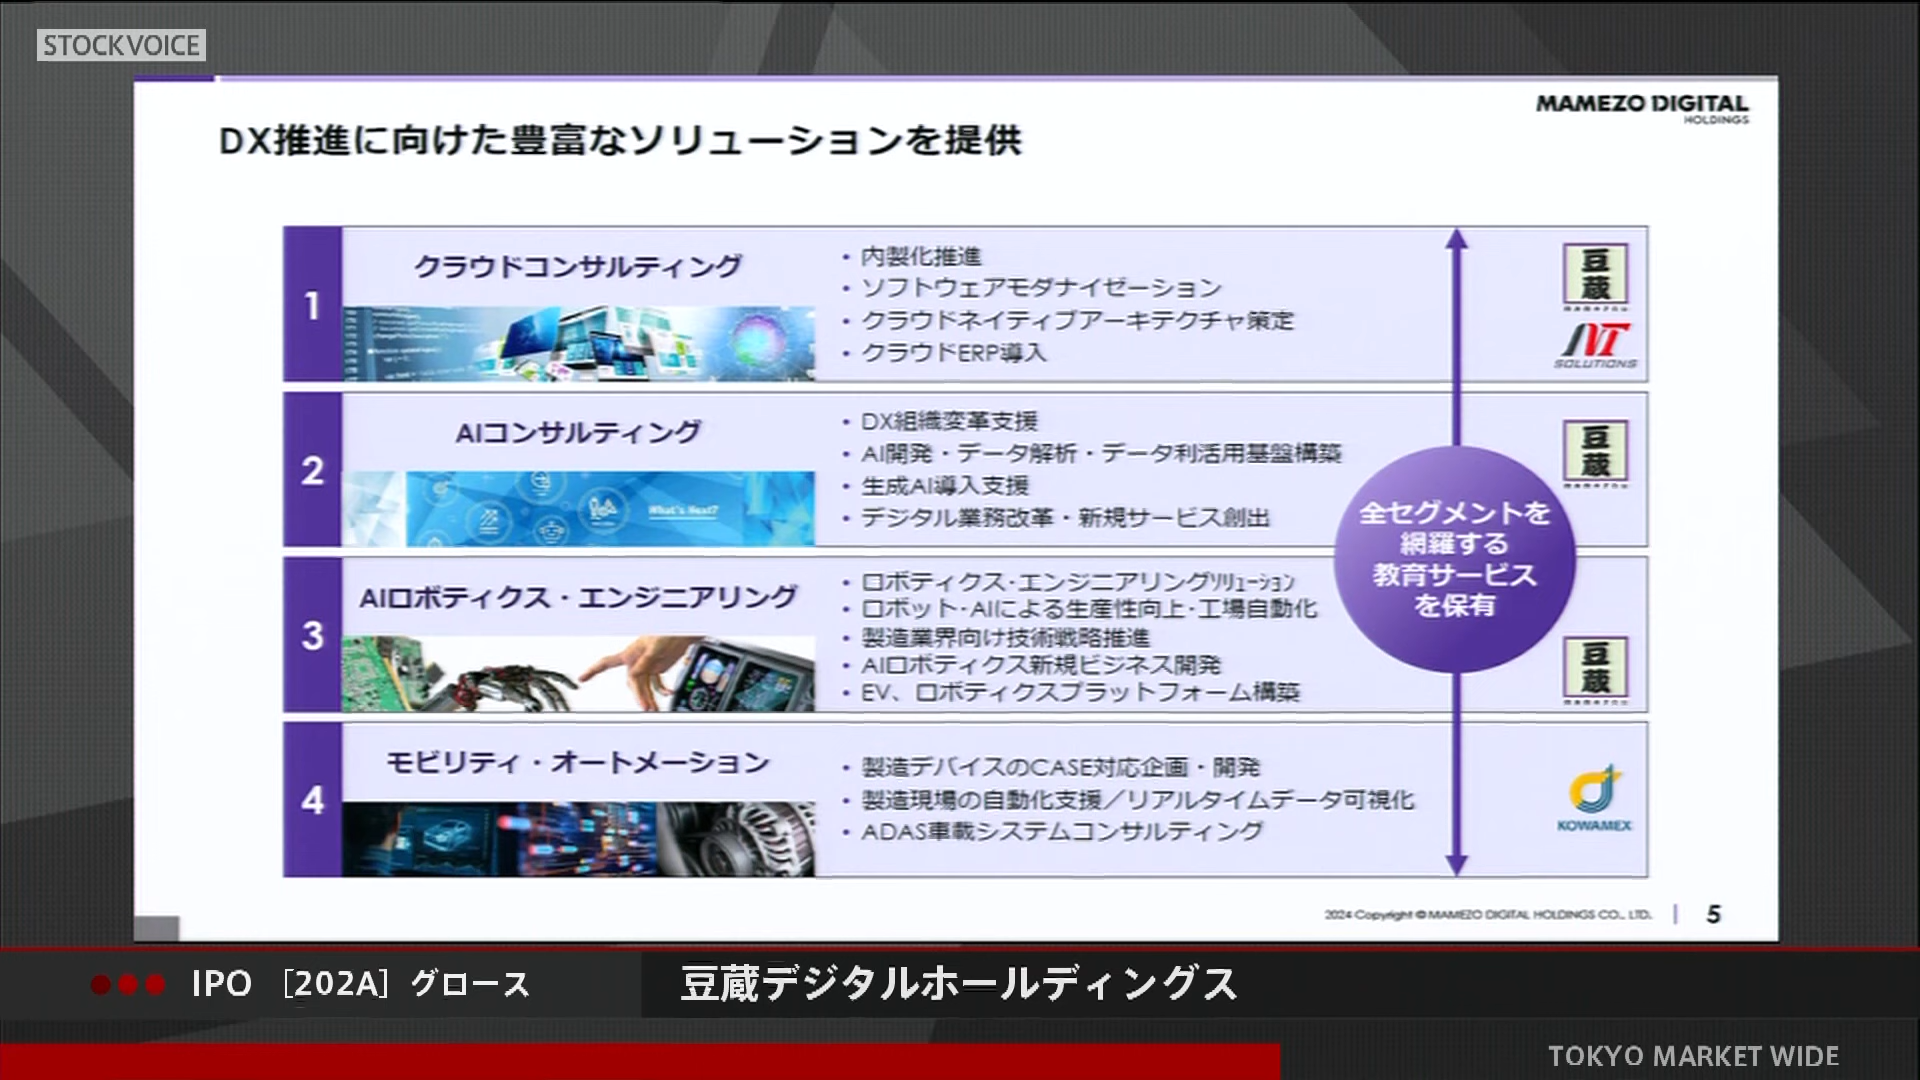 STOCKVOICE
MAMEZO DIGITAL
HOLDINGS
DX推進に向けた豊富なソリューションを提供
1
クラウドコンサルティング
・内製化推進
・ソフトウェアモダナイゼーション
・クラウドネイティブアーキテクチャ策定
・クラウドERP導入
豆蔵
NT
SOLUTIONS
2
AIコンサルティング
What's Next?
・DX組織変革支援
・AI開発・データ解析・データ利活用基盤構築
・生成AI導入支援
・デジタル業務改革・新規サービス創出
豆蔵
全セグメントを
網羅する
教育サービス
を保有
3
AIロボティクス・エンジニアリング
・ロボティクス・エンジニアリングソリューション
・ロボット・AIによる生産性向上・工場自動化
・製造業界向け技術戦略推進
・AIロボティクス新規ビジネス開発
・EV、ロボティクスプラットフォーム構築
豆蔵
4
モビリティ・オートメーション
・製造デバイスのCASE対応企画・開発
・製造現場の自動化支援／リアルタイムデータ可視化
・ADAS車載システムコンサルティング
KOWAMEX
2024 Copyright © MAMEZO DIGITAL HOLDINGS CO., LTD.
5
IPO [202A] グロース
豆蔵デジタルホールディングス
TOKYO MARKET WIDE